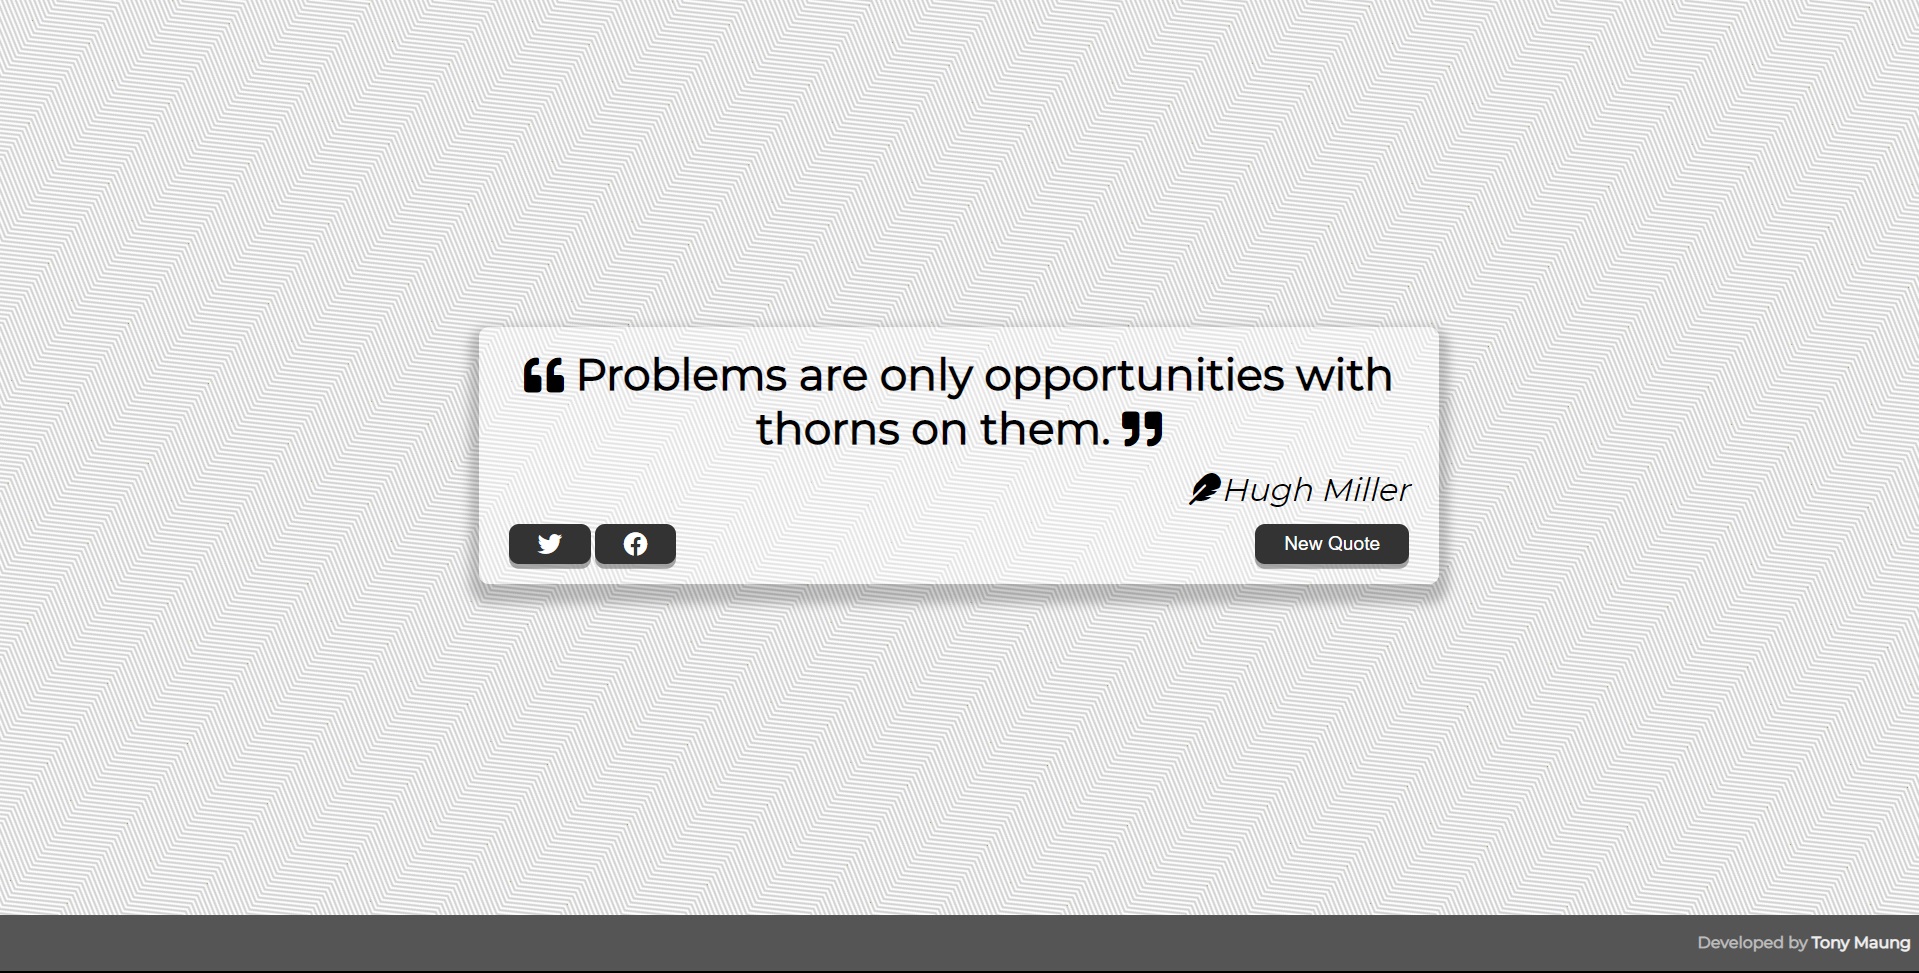 ❝ Problems are only opportunities with
thorns on them. ❞
Hugh Miller
New Quote
Developed by Tony Maung